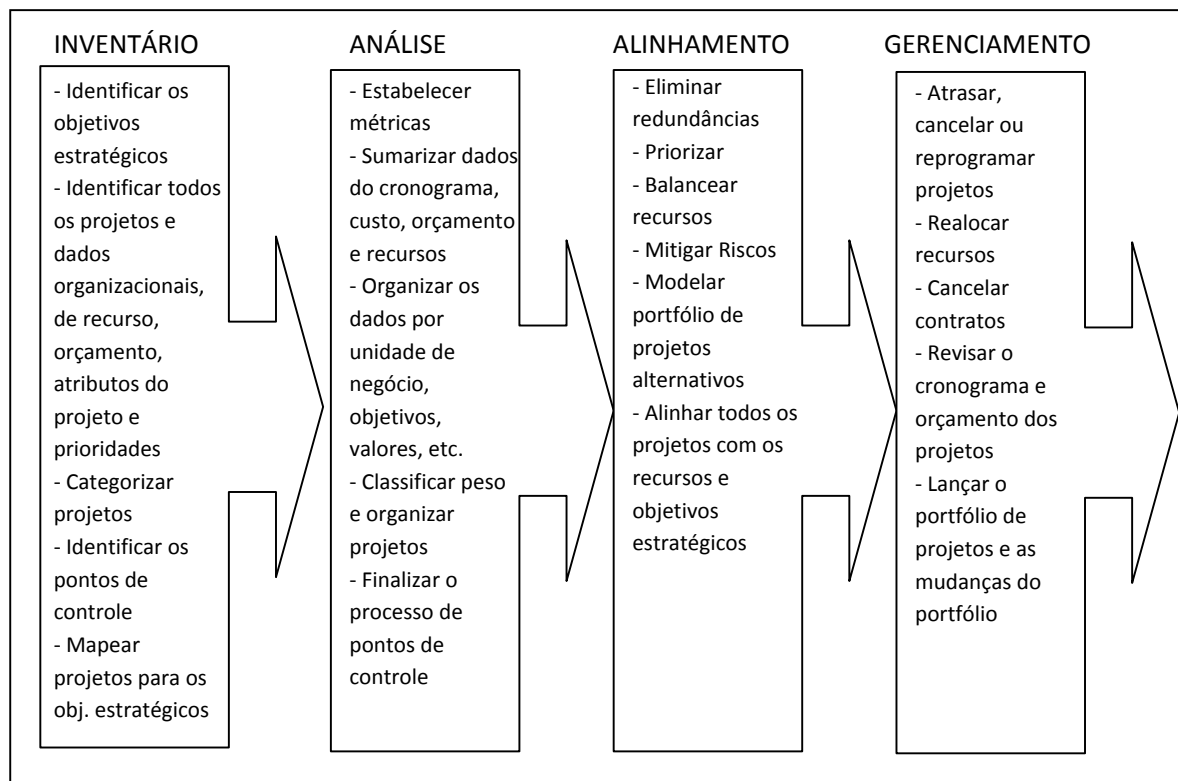 INVENTÁRIO
- Identificar os
objetivos
estratégicos
- Identificar todos
os projetos e
dados
organizacionais,
de recurso,
orçamento,
atributos do
projeto e
prioridades
- Categorizar
projetos
- Identificar os
pontos de
controle
- Mapear
projetos para os
obj. estratégicos
ANÁLISE
- Estabelecer
métricas
- Sumarizar dados
do cronograma,
custo, orçamento
e recursos
- Organizar os
dados por
unidade de
negócio,
objetivos,
valores, etc.
- Classificar peso
e organizar
projetos
- Finalizar o
processo de
pontos de
controle
ALINHAMENTO
- Eliminar
redundâncias
- Priorizar
- Balancear
recursos
- Mitigar Riscos
- Modelar
portfólio de
projetos
alternativos
- Alinhar todos os
projetos com os
recursos e
objetivos
estratégicos
GERENCIAMENTO
- Atrasar,
cancelar ou
reprogramar
projetos
- Realocar
recursos
- Cancelar
contratos
- Revisar o
cronograma e
orçamento dos
projetos
- Lançar o
portfólio de
projetos e as
mudanças do
portfólio